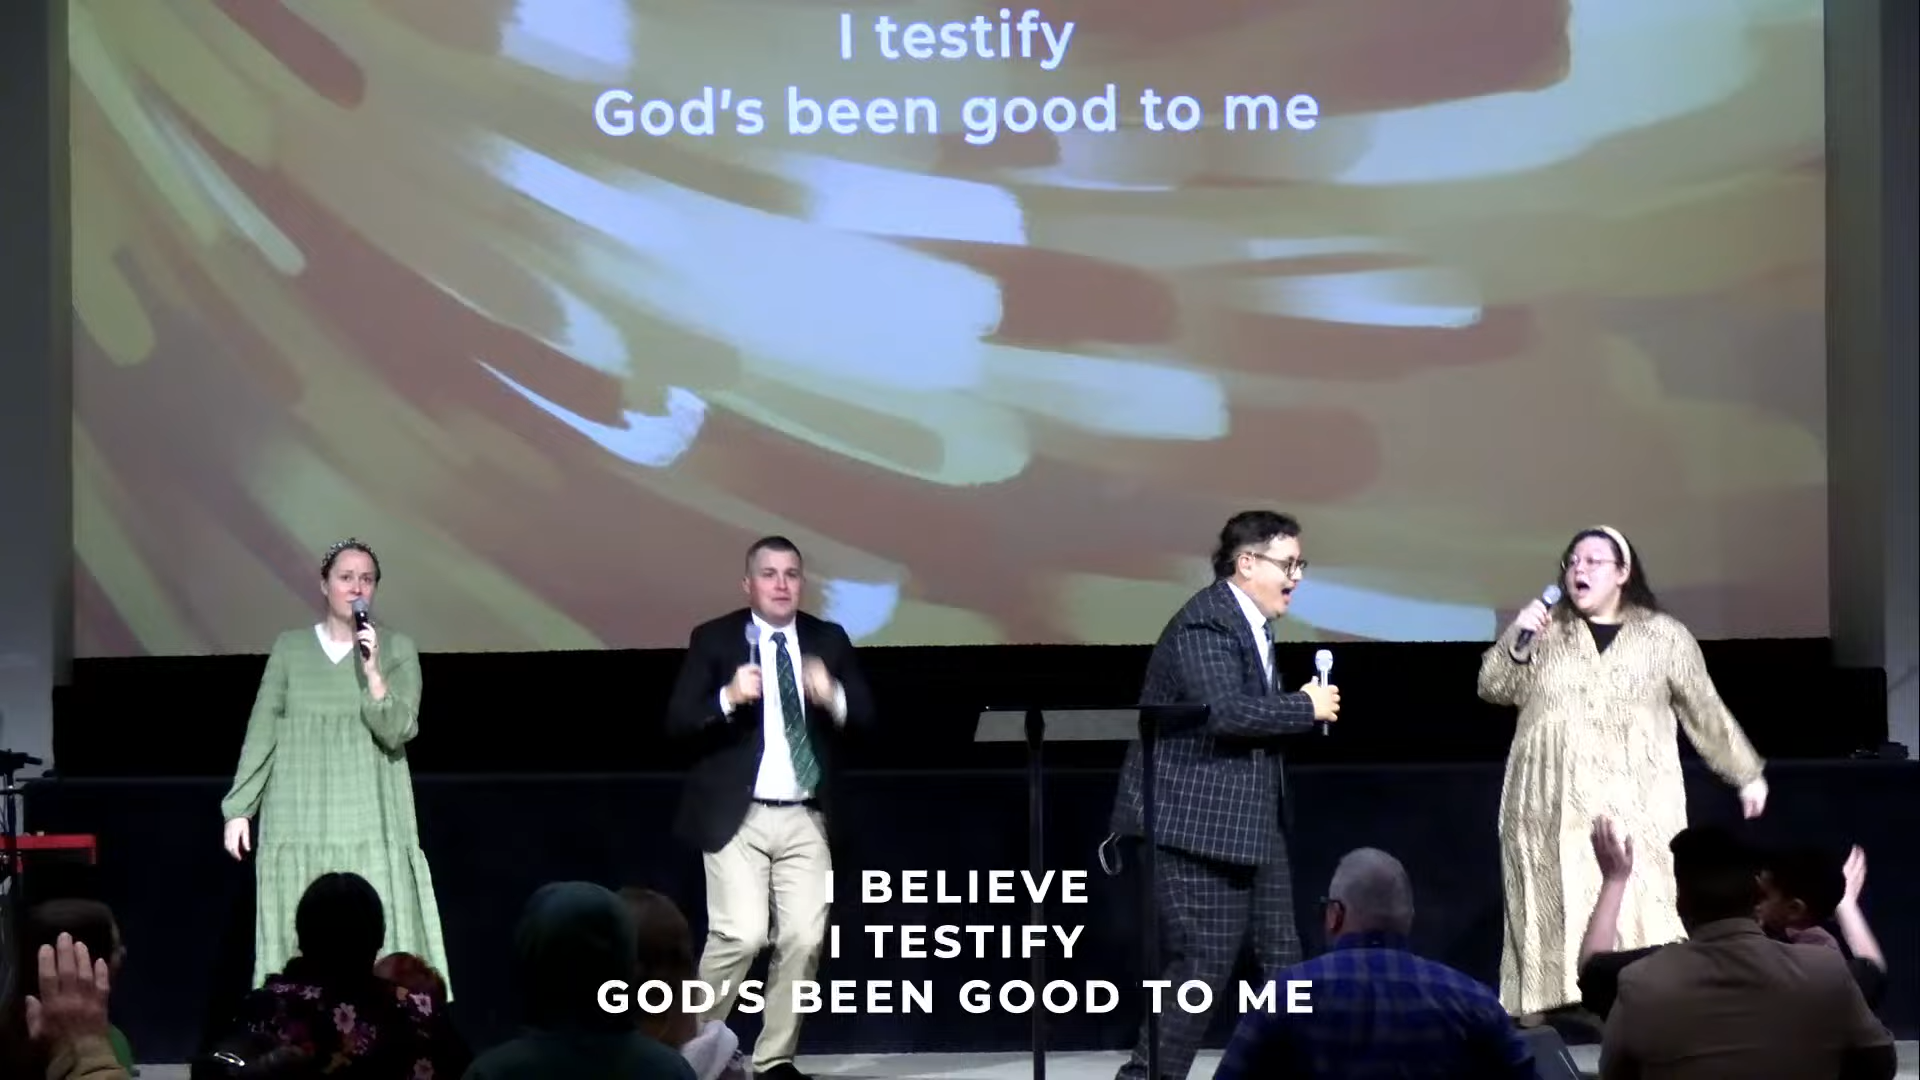 I testify
God's been good to me
I BELIEVE
I TESTIFY
GOD'S BEEN GOOD TO ME